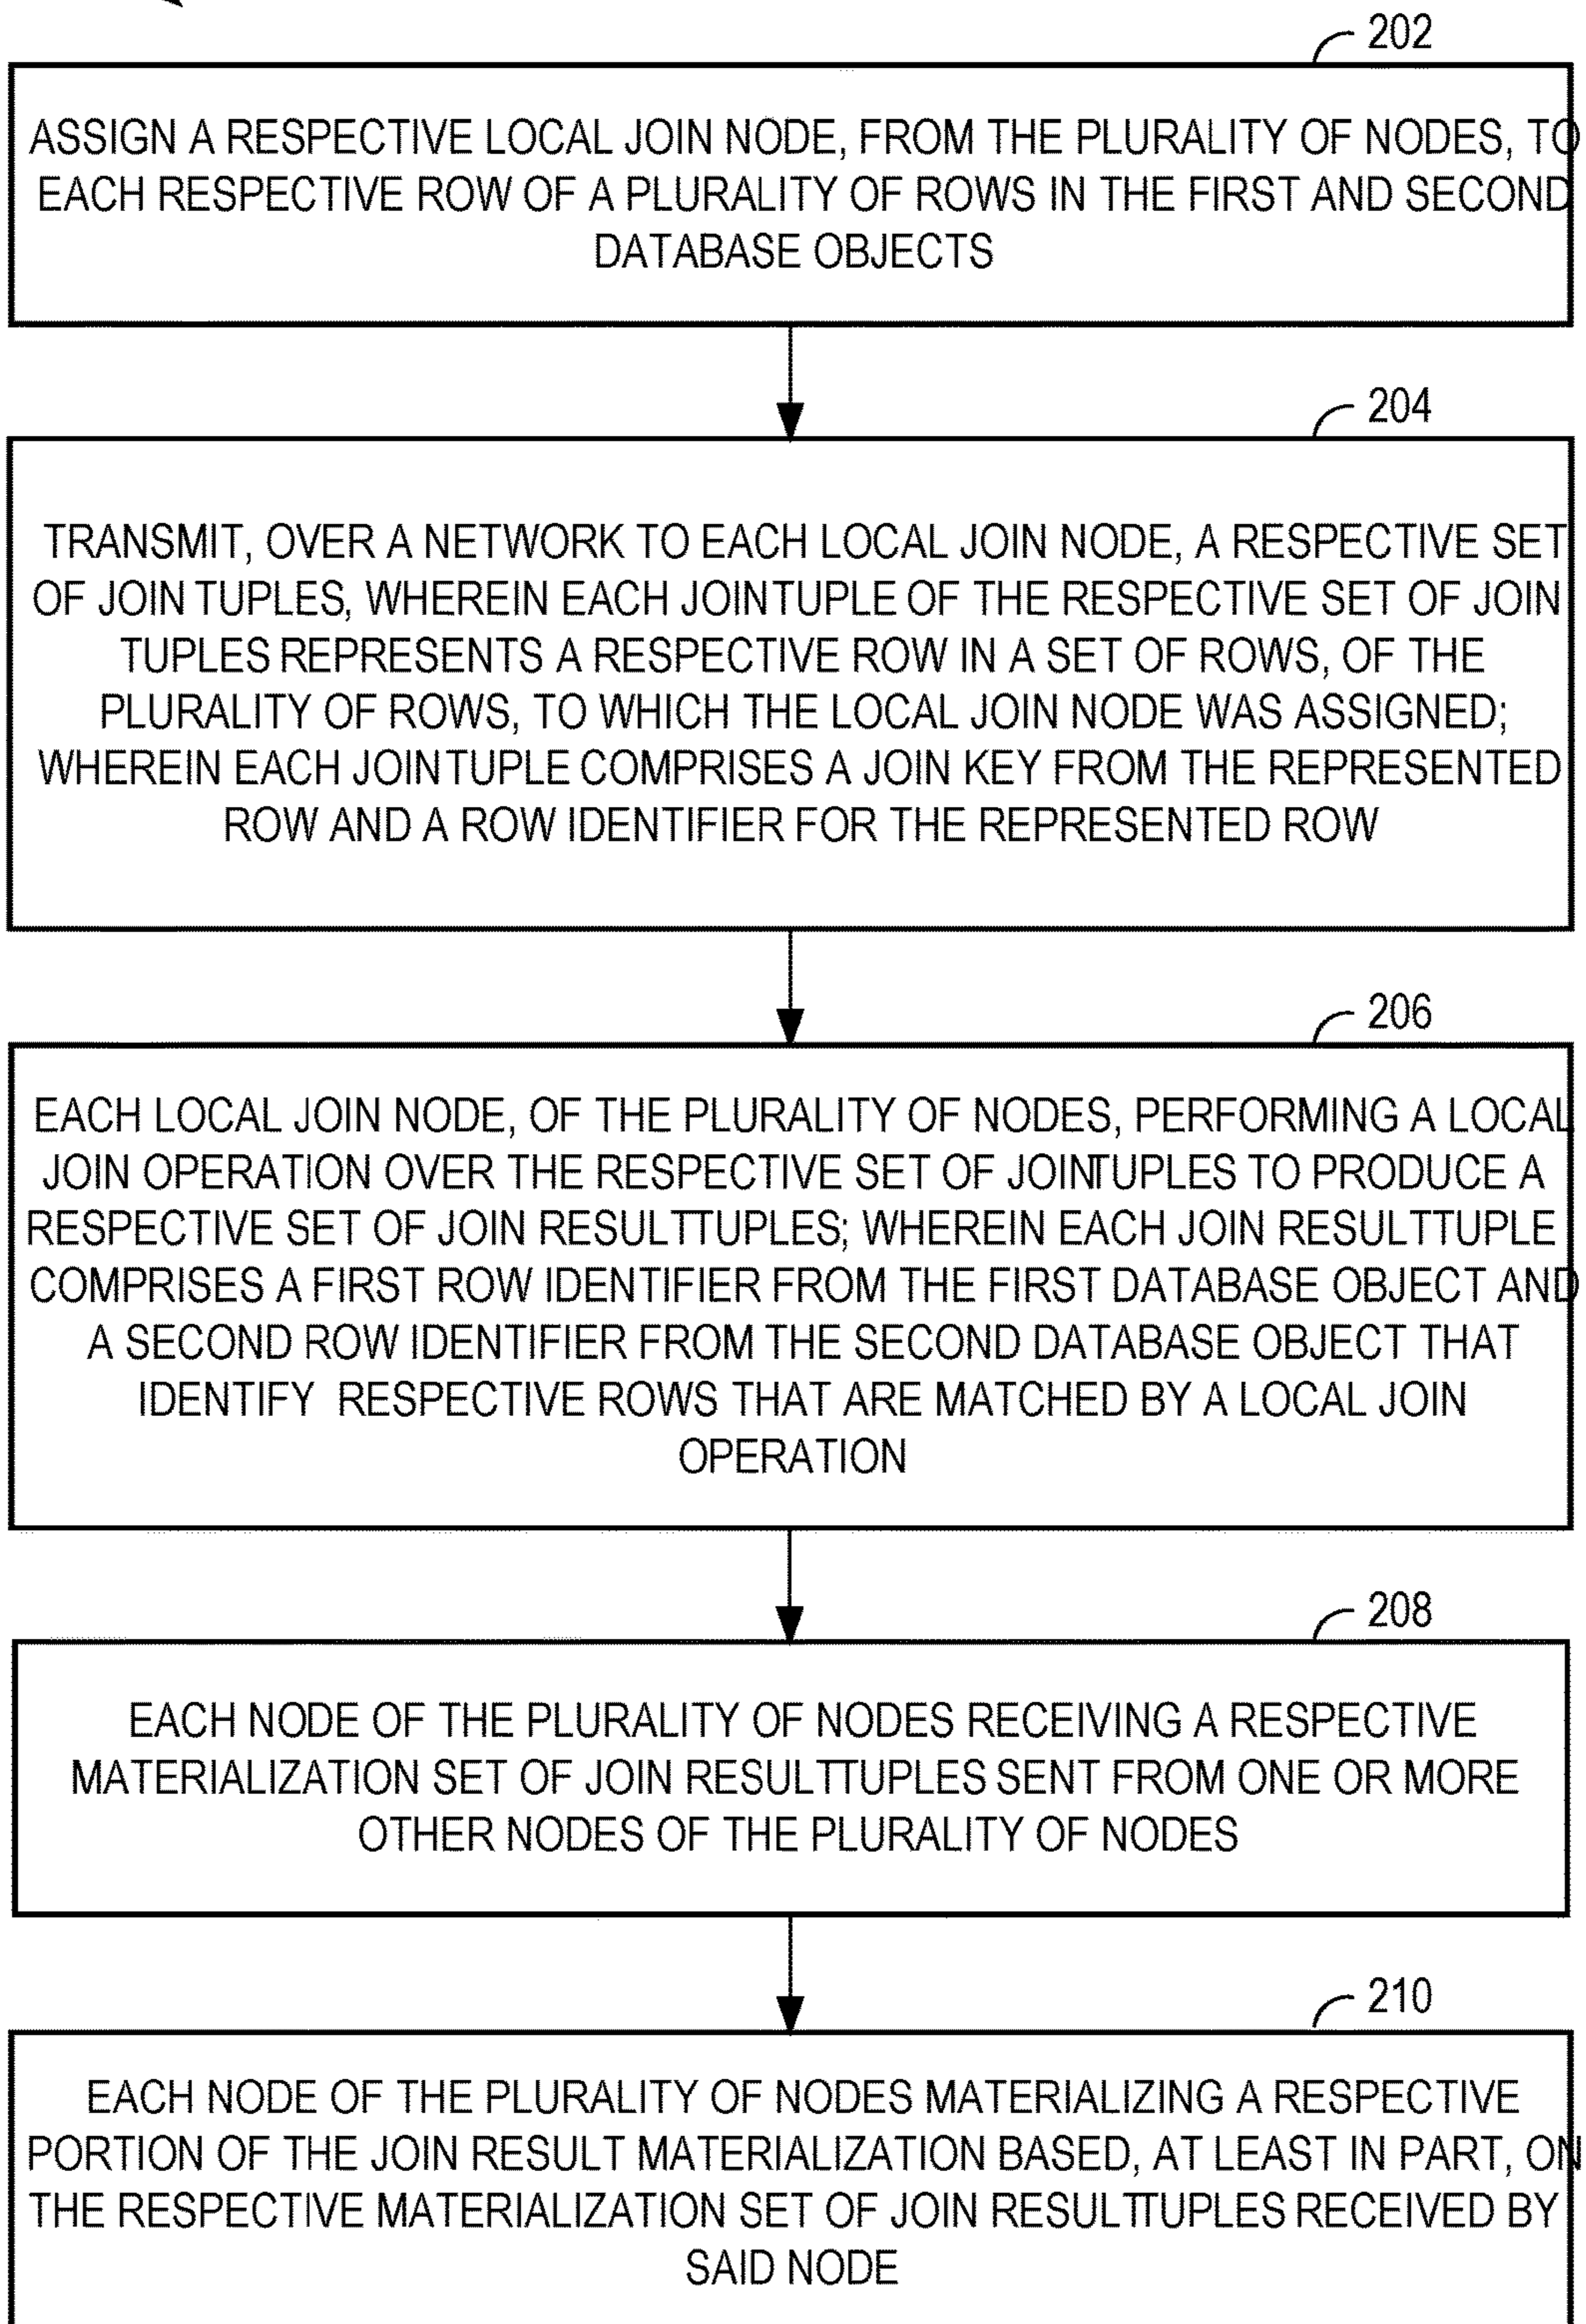 202
ASSIGN A RESPECTIVE LOCAL JOIN NODE, FROM THE PLURALITY OF NODES, TO
EACH RESPECTIVE ROW OF A PLURALITY OF ROWS IN THE FIRST AND SECOND
DATABASE OBJECTS
204
TRANSMIT, OVER A NETWORK TO EACH LOCAL JOIN NODE, A RESPECTIVE SET
OF JOIN TUPLES, WHEREIN EACH JOINTUPLE OF THE RESPECTIVE SET OF JOIN
TUPLES REPRESENTS A RESPECTIVE ROW IN A SET OF ROWS, OF THE
PLURALITY OF ROWS, TO WHICH THE LOCAL JOIN NODE WAS ASSIGNED;
WHEREIN EACH JOINTUPLE COMPRISES A JOIN KEY FROM THE REPRESENTED
ROW AND A ROW IDENTIFIER FOR THE REPRESENTED ROW
206
EACH LOCAL JOIN NODE, OF THE PLURALITY OF NODES, PERFORMING A LOCAL
JOIN OPERATION OVER THE RESPECTIVE SET OF JOINTUPLES TO PRODUCE A
RESPECTIVE SET OF JOIN RESULTTUPLES; WHEREIN EACH JOIN RESULTTUPLE
COMPRISES A FIRST ROW IDENTIFIER FROM THE FIRST DATABASE OBJECT AND
A SECOND ROW IDENTIFIER FROM THE SECOND DATABASE OBJECT THAT
IDENTIFY RESPECTIVE ROWS THAT ARE MATCHED BY A LOCAL JOIN
OPERATION
208
EACH NODE OF THE PLURALITY OF NODES RECEIVING A RESPECTIVE
MATERIALIZATION SET OF JOIN RESULTTUPLES SENT FROM ONE OR MORE
OTHER NODES OF THE PLURALITY OF NODES
210
EACH NODE OF THE PLURALITY OF NODES MATERIALIZING A RESPECTIVE
PORTION OF THE JOIN RESULT MATERIALIZATION BASED, AT LEAST IN PART, ON
THE RESPECTIVE MATERIALIZATION SET OF JOIN RESULTTUPLES RECEIVED BY
SAID NODE